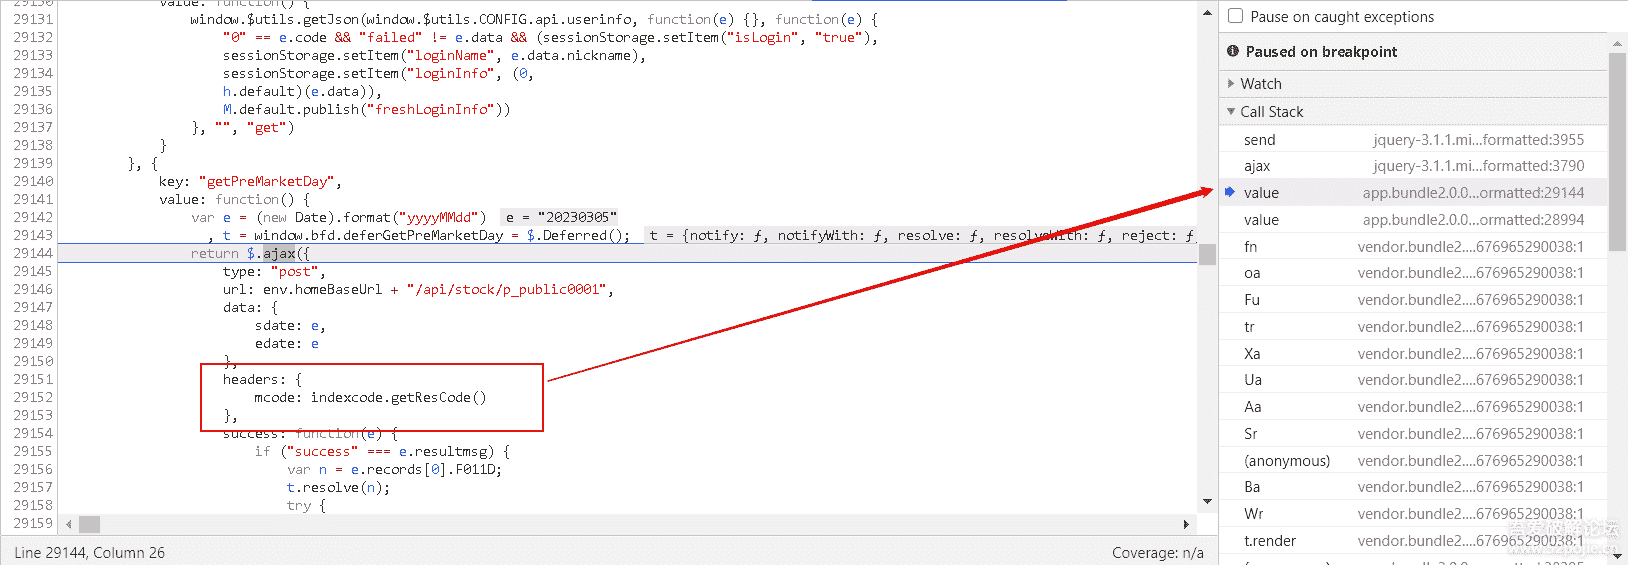 29130 value: function() {
29131 window.$utils.getJson(window.$utils.CONFIG.api.userinfo, function(e) {}, function(e) {
29132 "0" == e.code && "failed" != e.data && (sessionStorage.setItem("isLogin", "true"),
29133 sessionStorage.setItem("loginName", e.data.nickname),
29134 sessionStorage.setItem("loginInfo", (0,
29135 h.default)(e.data)),
29136 M.default.publish("freshLoginInfo"))
29137 }, "", "get")
29138 }
29139 }, {
29140 key: "getPreMarketDay",
29141 value: function() {
29142 var e = (new Date).format("yyyyMMdd") e = "20230305"
29143 , t = window.bfd.deferGetPreMarketDay = $.Deferred(); t = {notify: ƒ, notifyWith: ƒ, resolve: ƒ, resolveWith: ƒ, reject: ƒ,
29144 return $.ajax({
29145 type: "post",
29146 url: env.homeBaseUrl + "/api/stock/p_public0001",
29147 data: {
29148 sdate: e,
29149 edate: e
29150 },
29151 headers: {
29152 mcode: indexcode.getResCode()
29153 },
29154 success: function(e) {
29155 if ("success" === e.resultmsg) {
29156 var n = e.records[0].F011D;
29157 t.resolve(n);
29158 try {
29159
Line 29144, Column 26
Coverage: n/a
Pause on caught exceptions
Paused on breakpoint
Watch
Call Stack
send jquery-3.1.1.mi...formatted:3955
ajax jquery-3.1.1.mi...formatted:3790
value app.bundle2.0.0...ormatted:29144
value app.bundle2.0.0...ormatted:28994
fn vendor.bundle2....676965290038:1
oa vendor.bundle2....676965290038:1
Fu vendor.bundle2....676965290038:1
tr vendor.bundle2....676965290038:1
Xa vendor.bundle2....676965290038:1
Ua vendor.bundle2....676965290038:1
Aa vendor.bundle2....676965290038:1
Sr vendor.bundle2....676965290038:1
(anonymous) vendor.bundle2....676965290038:1
Ba vendor.bundle2....676965290038:1
Wr vendor.bundle2....676965290038:1
t.render vendor.bundle2....676965290038:1
吾爱破解论坛
www.52pojie.cn